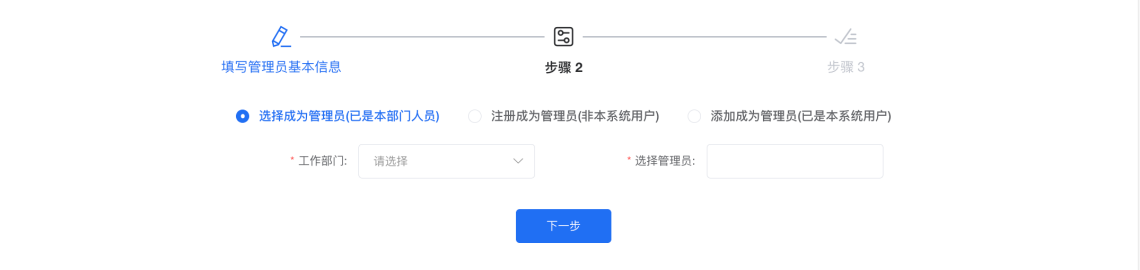 填写管理员基本信息 步骤 2 步骤 3
选择成为管理员(已是本部门人员) 注册成为管理员(非本系统用户) 添加成为管理员(已是本系统用户)
* 工作部门: 请选择 * 选择管理员:
下一步